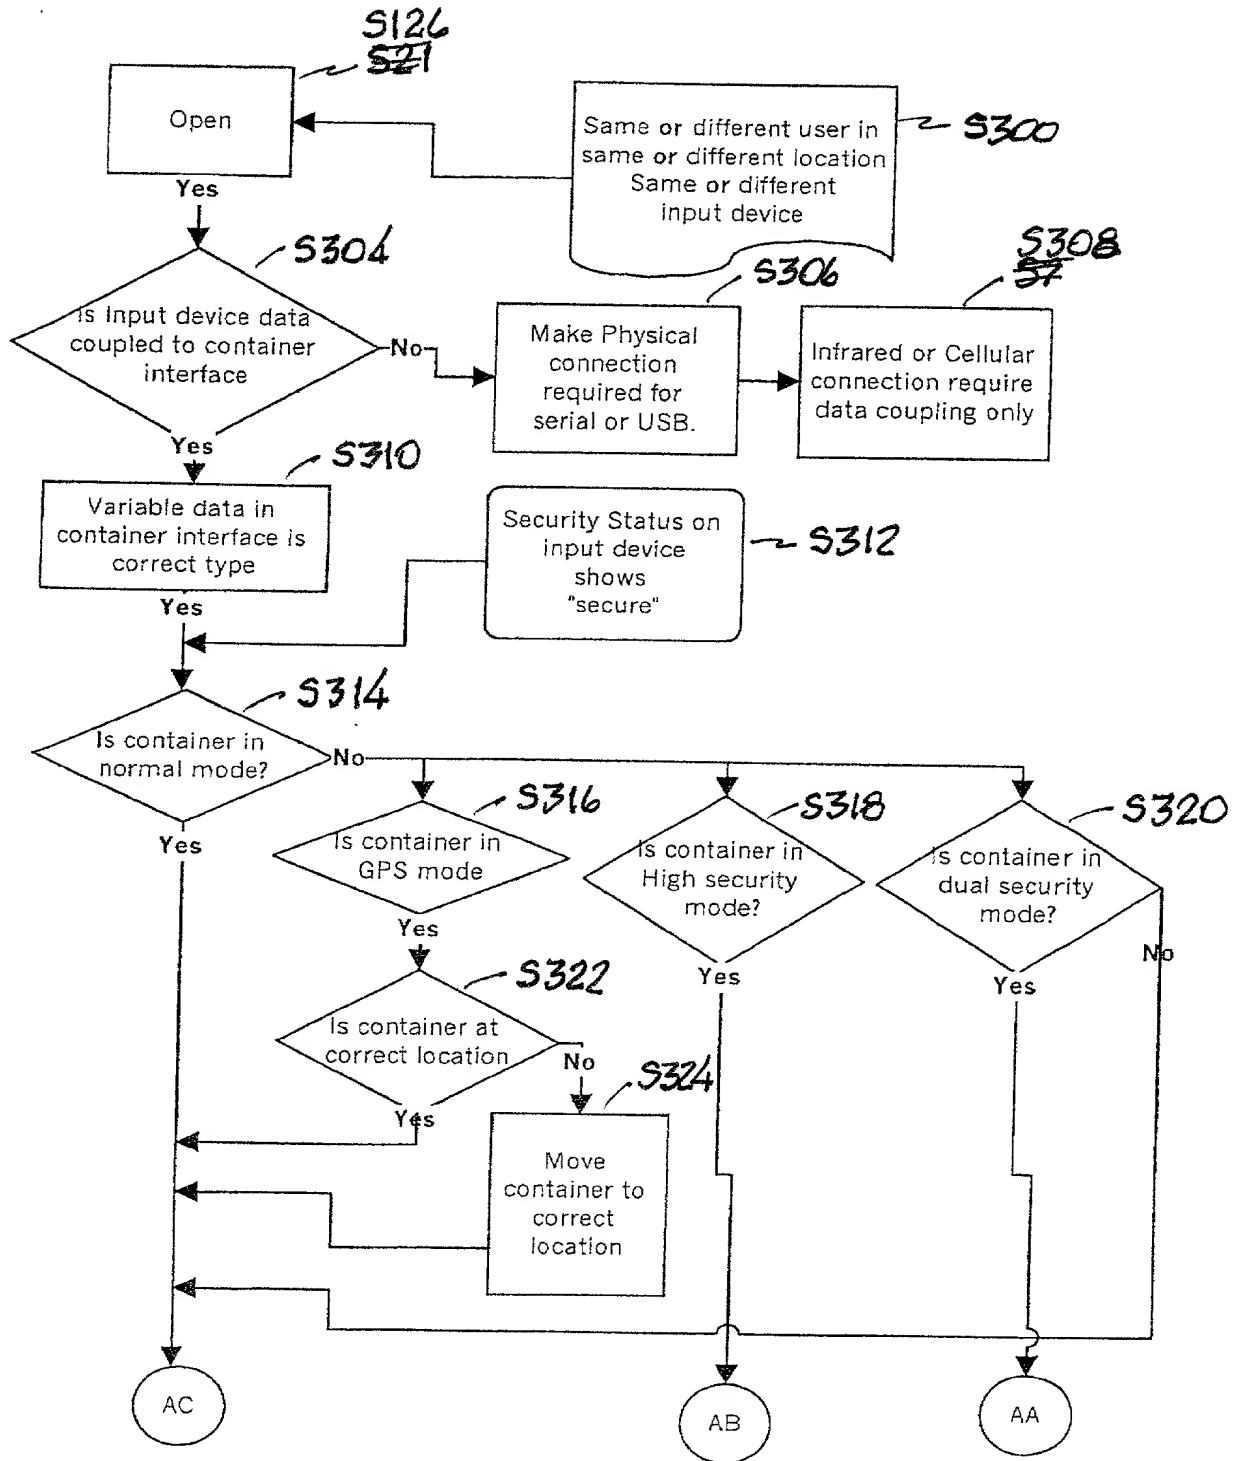 S126
S21
Open
Same or different user in
same or different location
Same or different
input device
S300
Yes
S304
Is Input device data
coupled to container
interface
No
S306
Make Physical
connection
required for
serial or USB.
S308
S7
Infrared or Cellular
connection require
data coupling only
Yes
S310
Variable data in
container interface is
correct type
Security Status on
input device
shows
"secure"
S312
Yes
S314
Is container in
normal mode?
No
Yes
S316
Is container in
GPS mode
S318
Is container in
High security
mode?
S320
Is container in
dual security
mode?
No
Yes
Yes
Yes
S322
Is container at
correct location
No
S324
Yes
Move
container to
correct
location
AC
AB
AA